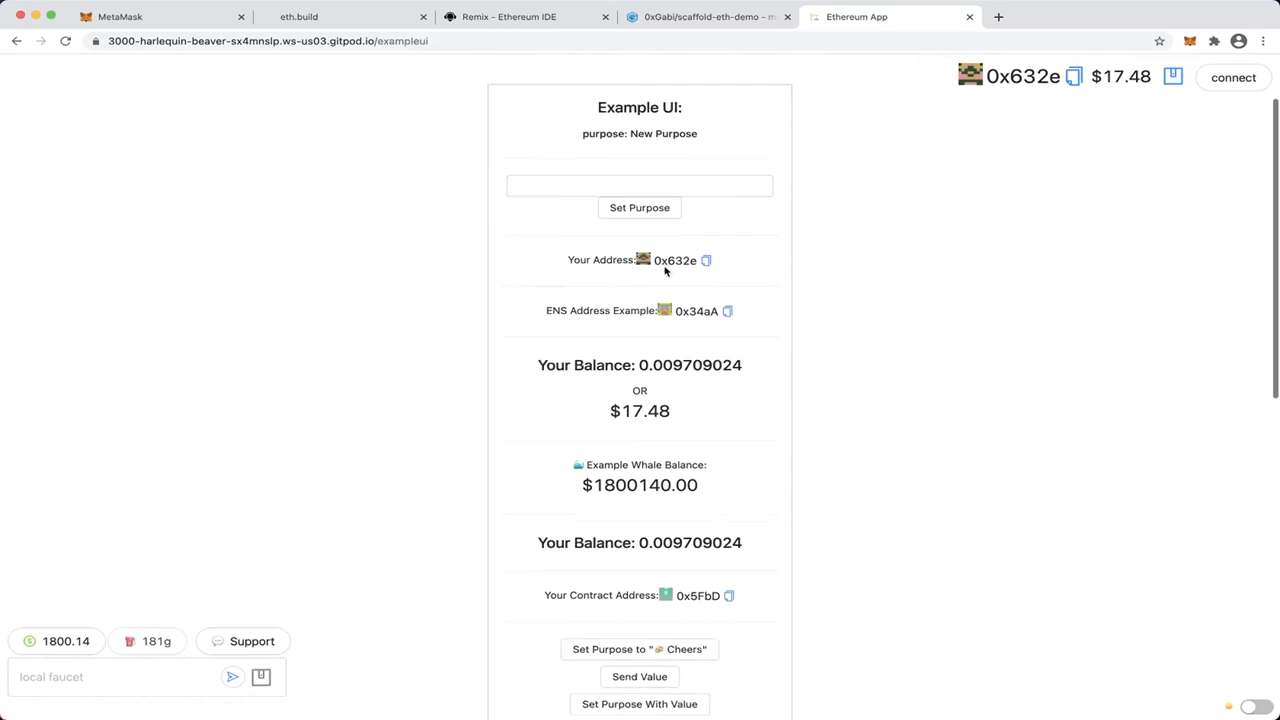 MetaMask
eth.build
Remix - Ethereum IDE
0xGabi/scaffold-eth-demo - m
Ethereum App
3000-harlequin-beaver-sx4mnslp.ws-us03.gitpod.io/exampleui
0x632e $17.48 connect
Example UI:
purpose: New Purpose
Set Purpose
Your Address: 0x632e
ENS Address Example: 0x34aA
Your Balance: 0.009709024
OR
$17.48
Example Whale Balance:
$1800140.00
Your Balance: 0.009709024
Your Contract Address: 0x5FbD
Set Purpose to "🍻 Cheers"
Send Value
Set Purpose With Value
1800.14 181g Support
local faucet